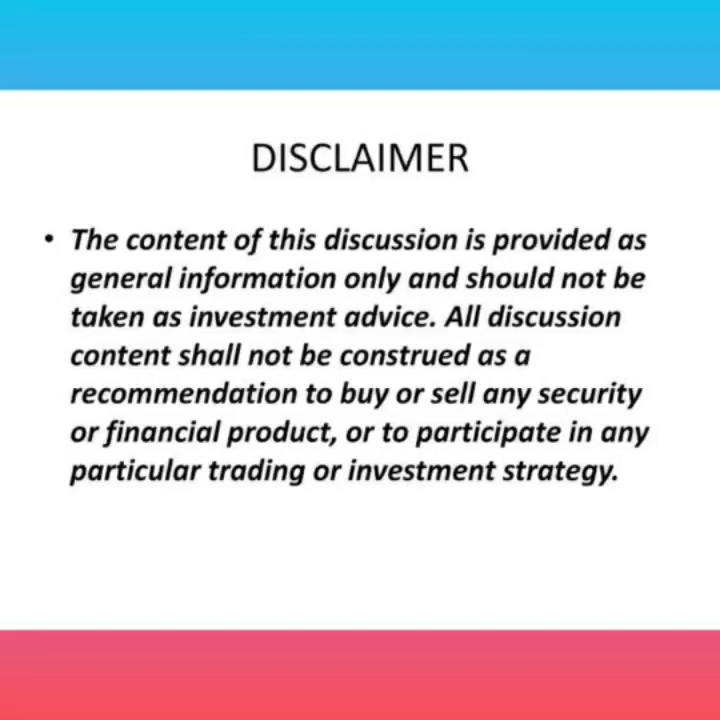 DISCLAIMER
• The content of this discussion is provided as
general information only and should not be
taken as investment advice. All discussion
content shall not be construed as a
recommendation to buy or sell any security
or financial product, or to participate in any
particular trading or investment strategy.